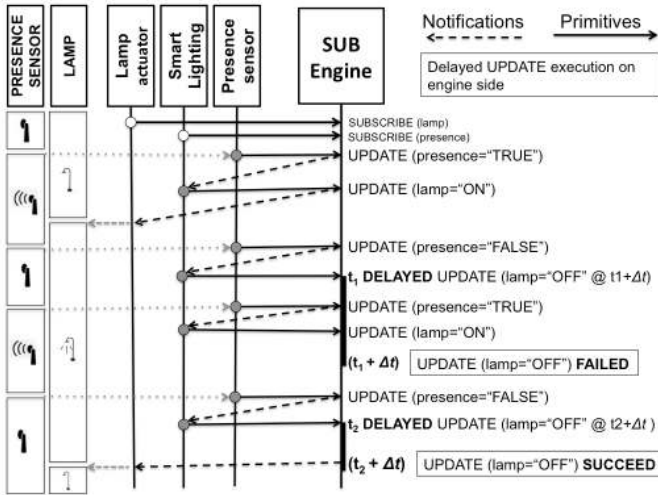 PRESENCE
SENSOR
LAMP
Lamp
actuator
Smart
Lighting
Presence
sensor
SUB
Engine
Notifications
Primitives
Delayed UPDATE execution on
engine side
SUBSCRIBE (lamp)
SUBSCRIBE (presence)
UPDATE (presence="TRUE")
UPDATE (lamp="ON")
UPDATE (presence="FALSE")
t₁ DELAYED UPDATE (lamp="OFF" @ t1+Δt)
UPDATE (presence="TRUE")
UPDATE (lamp="ON")
(t₁ + Δt) UPDATE (lamp="OFF") FAILED
UPDATE (presence="FALSE")
t₂ DELAYED UPDATE (lamp="OFF" @ t2+Δt )
(t₂ + Δt) UPDATE (lamp="OFF") SUCCEED